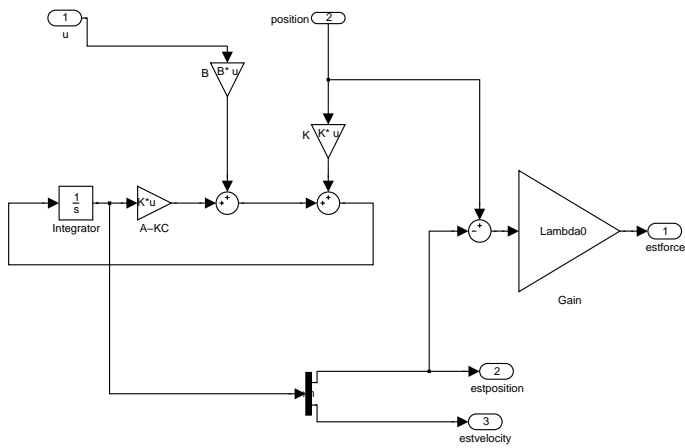 1
u
position
2
B
B* u
K
K* u
1
s
Integrator
K*u
A−KC
+
+
+
+
+
−
Lambda0
Gain
1
estforce
2
estposition
3
estvelocity